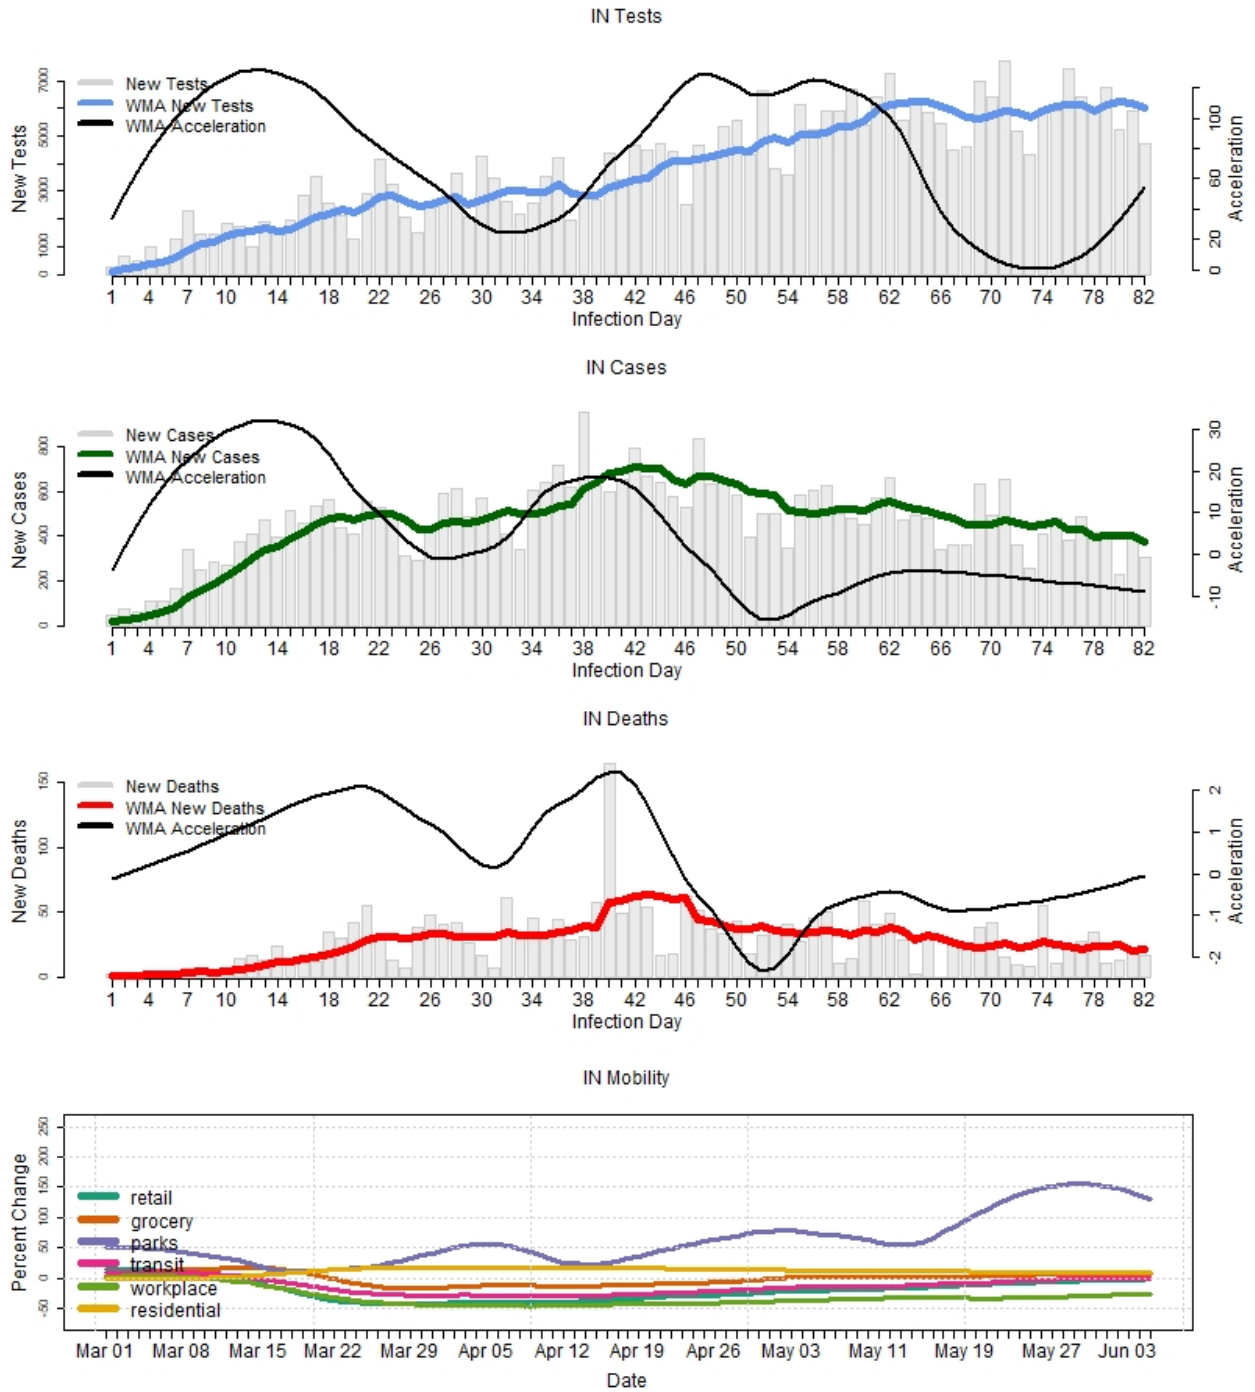 IN Tests
New Tests
WMA New Tests
WMA Acceleration
New Tests
0 1000 3000 5000 7000
Acceleration
0 20 60 100
1 4 7 10 14 18 22 26 30 34 38 42 46 50 54 58 62 66 70 74 78 82
Infection Day
IN Cases
New Cases
WMA New Cases
WMA Acceleration
New Cases
0 200 400 600 800
Acceleration
-10 0 10 20 30
1 4 7 10 14 18 22 26 30 34 38 42 46 50 54 58 62 66 70 74 78 82
Infection Day
IN Deaths
New Deaths
WMA New Deaths
WMA Acceleration
New Deaths
0 50 100 150
Acceleration
-2 -1 0 1 2
1 4 7 10 14 18 22 26 30 34 38 42 46 50 54 58 62 66 70 74 78 82
Infection Day
IN Mobility
retail
grocery
parks
transit
workplace
residential
Percent Change
-50 0 50 100 150 200 250
Mar 01 Mar 08 Mar 15 Mar 22 Mar 29 Apr 05 Apr 12 Apr 19 Apr 26 May 03 May 11 May 19 May 27 Jun 03
Date